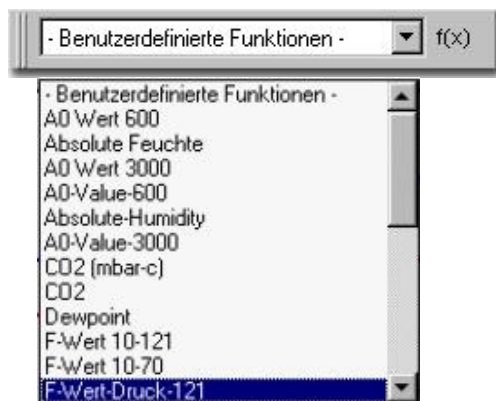 - Benutzerdefinierte Funktionen - f(x)
- Benutzerdefinierte Funktionen -
A0 Wert 600
Absolute Feuchte
A0 Wert 3000
A0-Value-600
Absolute-Humidity
A0-Value-3000
CO2 (mbar-c)
CO2
Dewpoint
F-Wert 10-121
F-Wert 10-70
F-Wert-Druck-121